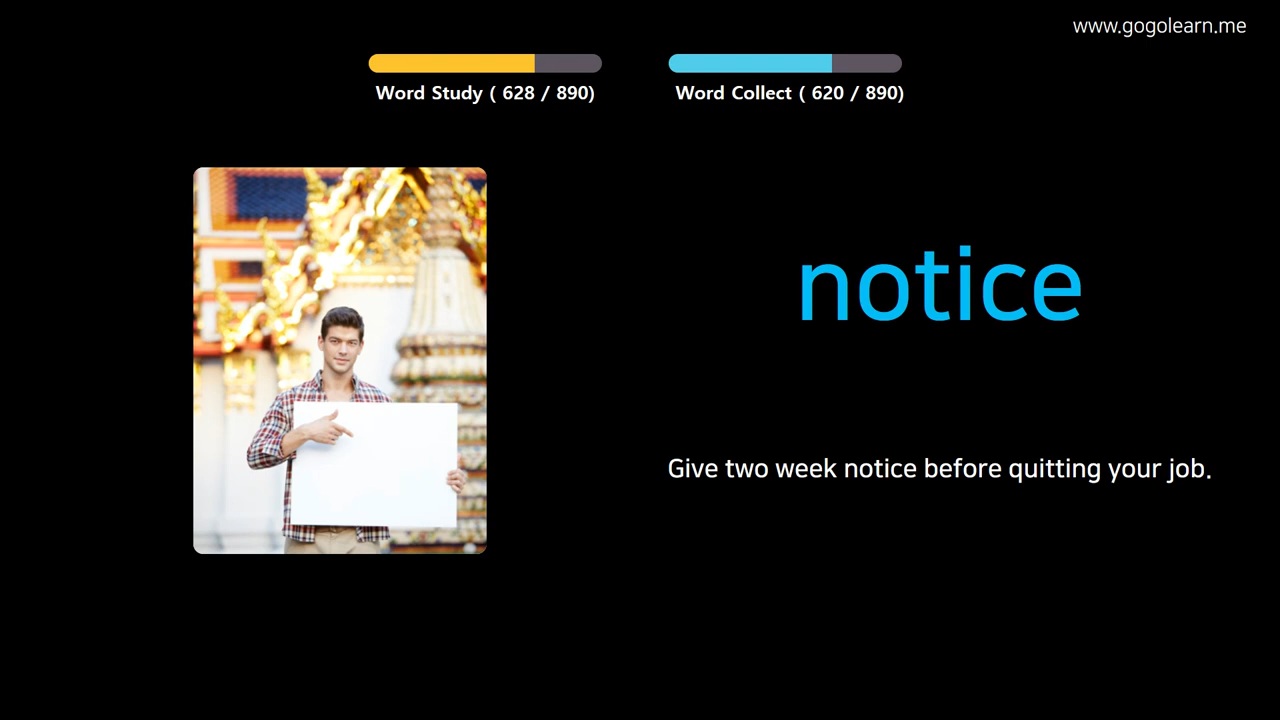 www.gogolearn.me
Word Study ( 628 / 890)
Word Collect ( 620 / 890)
notice
Give two week notice before quitting your job.